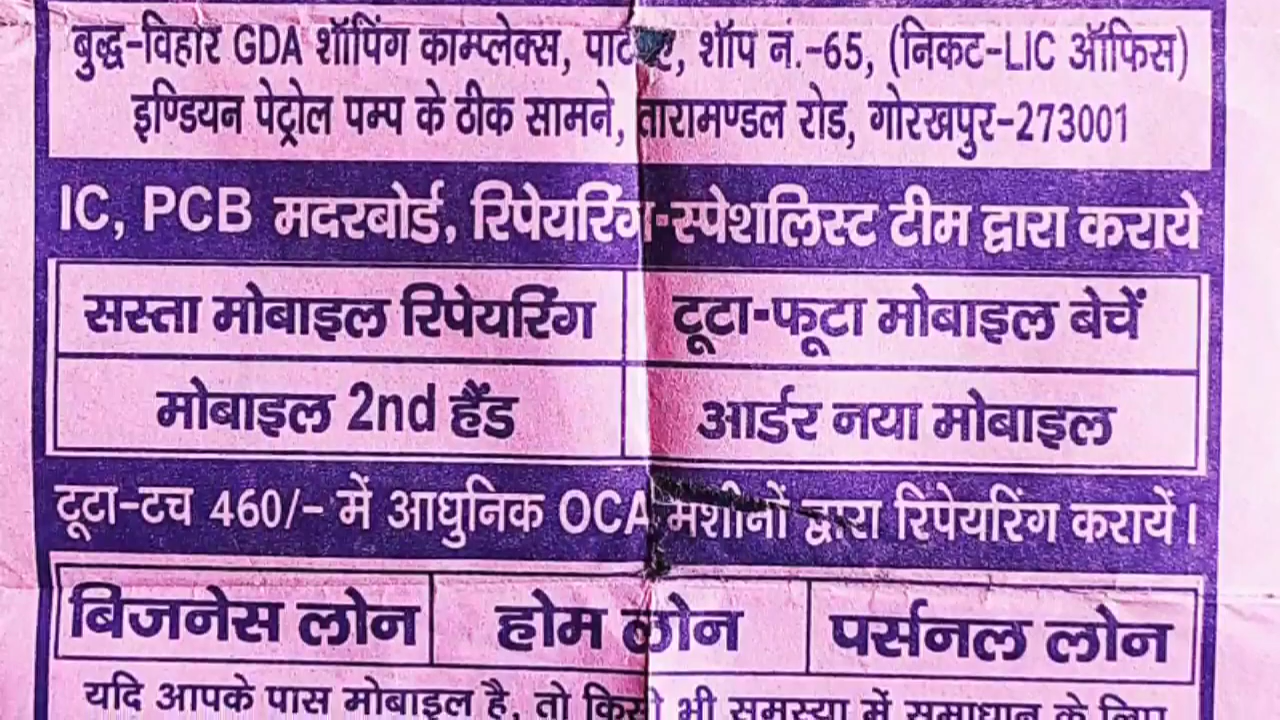 बुद्ध-विहार GDA शॉपिंग काम्प्लेक्स, शॉप नं.-65, (निकट-LIC ऑफिस)
इण्डियन पेट्रोल पम्प के ठीक सामने, तारामण्डल रोड, गोरखपुर-273001
IC, PCB मदरबोर्ड, रिपेयरिंग-स्पेशलिस्ट टीम द्वारा कराये
सस्ता मोबाइल रिपेयरिंग टूटा-फूटा मोबाइल बेचें
मोबाइल 2nd हैंड आर्डर नया मोबाइल
टूटा-टच 460/- में आधुनिक OCA मशीनों द्वारा रिपेयरिंग करायें।
बिजनेस लोन होम लोन पर्सनल लोन
यदि आपके पास मोबाइल है, तो किसी भी समस्या में समाधान के लिए